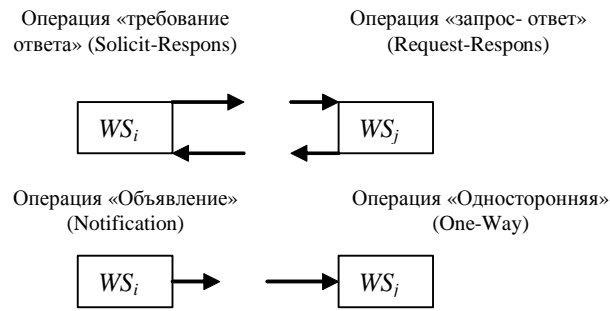 Операция «требование
ответа» (Solicit-Respons)
Операция «запрос- ответ»
(Request-Respons)
WSi
WSj
Операция «Объявление»
(Notification)
Операция «Односторонняя»
(One-Way)
WSi
WSj